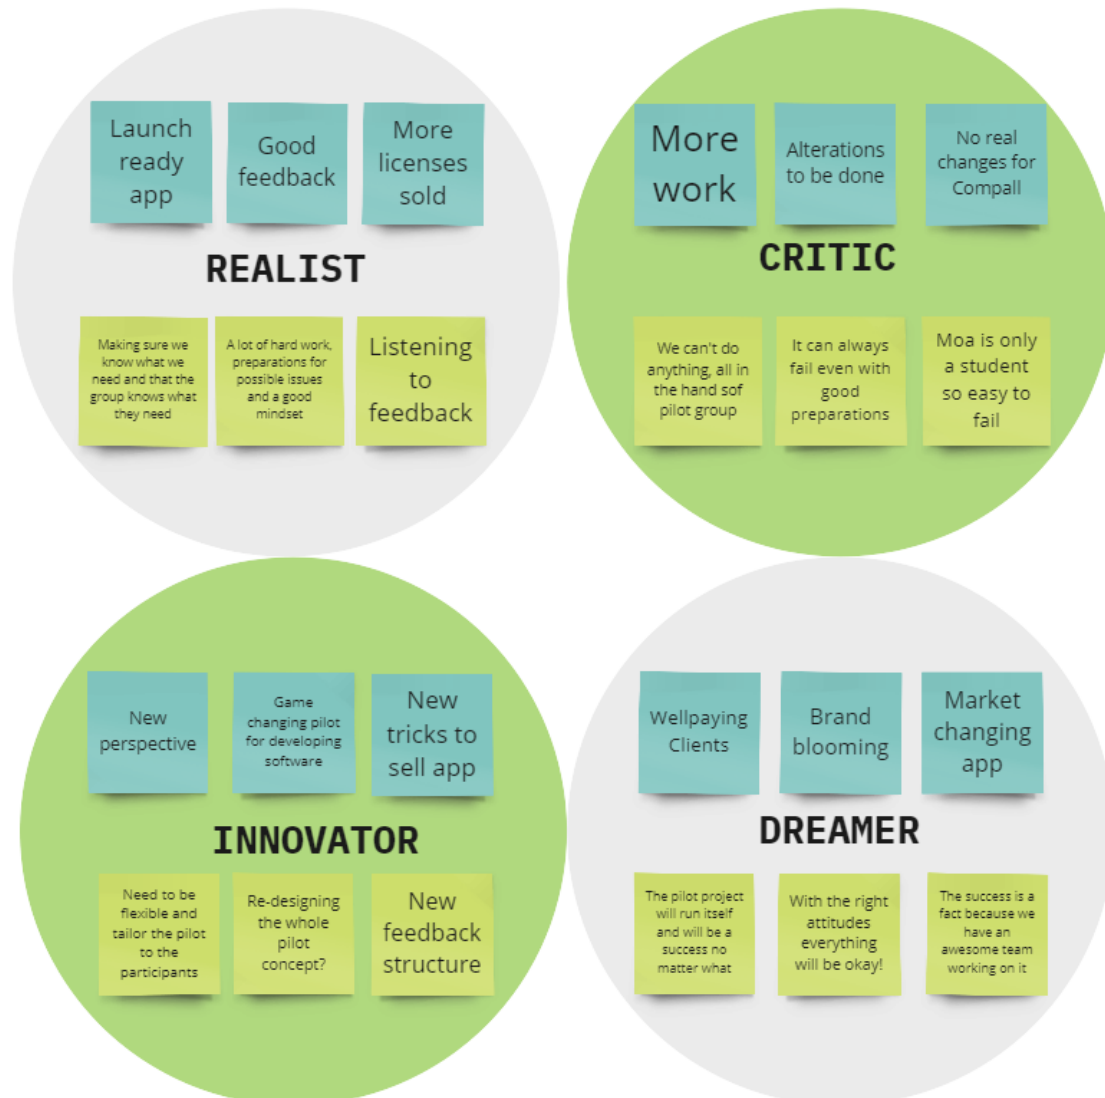 Launch
ready
app
Good
feedback
More
licenses
sold
REALIST
Making sure we
know what we
need and that the
group knows what
they need
A lot of hard work,
preparations for
possible issues
and a good
mindset
Listening
to
feedback
More
work
Alterations
to be done
No real
changes for
Compall
CRITIC
We can't do
anything, all in
the hand sof
pilot group
It can always
fail even with
good
preparations
Moa is only
a student
so easy to
fail
New
perspective
Game
changing pilot
for developing
software
New
tricks to
sell app
INNOVATOR
Need to be
flexible and
tailor the pilot
to the
participants
Re-designing
the whole
pilot
concept?
New
feedback
structure
Wellpaying
Clients
Brand
blooming
Market
changing
app
DREAMER
The pilot project
will run itself
and will be a
success no
matter what
With the right
attitudes
everything
will be okay!
The success is a
fact because we
have an
awesome team
working on it